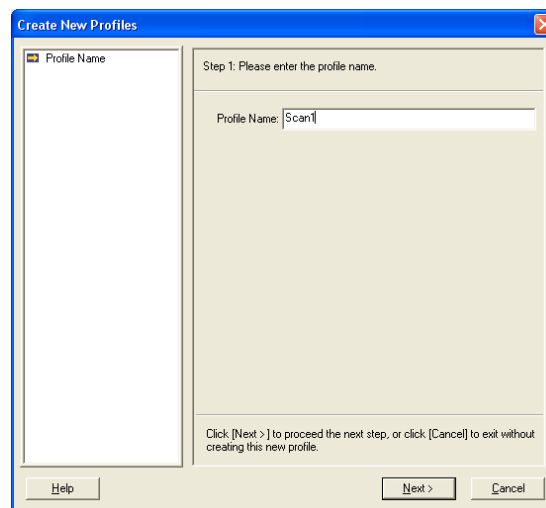 Create New Profiles
Profile Name
Step 1: Please enter the profile name.
Profile Name: Scan1
Click [Next >] to proceed the next step, or click [Cancel] to exit without
creating this new profile.
Help
Next >
Cancel